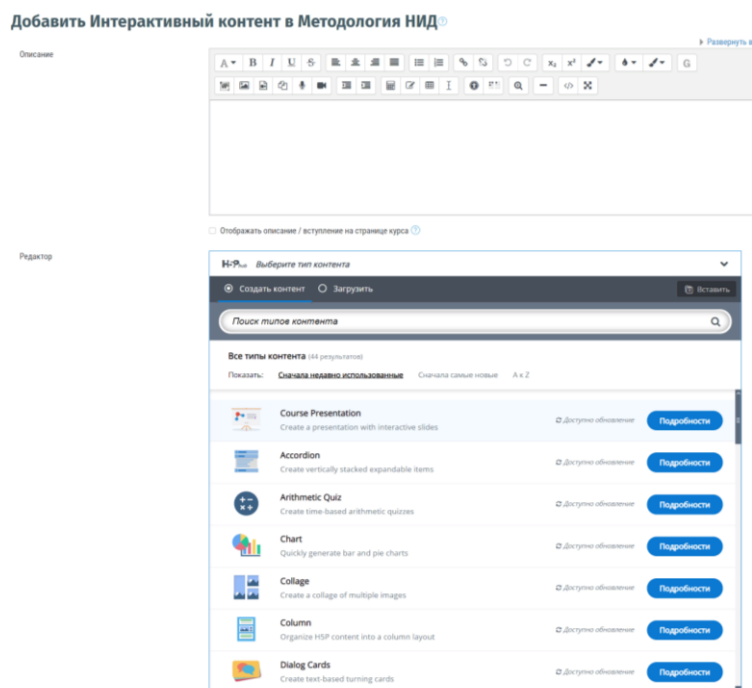 Добавить Интерактивный контент в Методология НИД
Развернуть в
Описание
Отображать описание / вступление на странице курса
Редактор
H5P Выберите тип контента
Создать контент Загрузить Вставить
Поиск типов контента
Все типы контента (44 результатов)
Показать: Сначала недавно использованные Сначала самые новые А к Z
Course Presentation
Create a presentation with interactive slides
Доступно обновление Подробности
Accordion
Create vertically stacked expandable items
Доступно обновление Подробности
Arithmetic Quiz
Create time-based arithmetic quizzes
Доступно обновление Подробности
Chart
Quickly generate bar and pie charts
Доступно обновление Подробности
Collage
Create a collage of multiple images
Доступно обновление Подробности
Column
Organize H5P content into a column layout
Доступно обновление Подробности
Dialog Cards
Create text-based turning cards
Доступно обновление Подробности